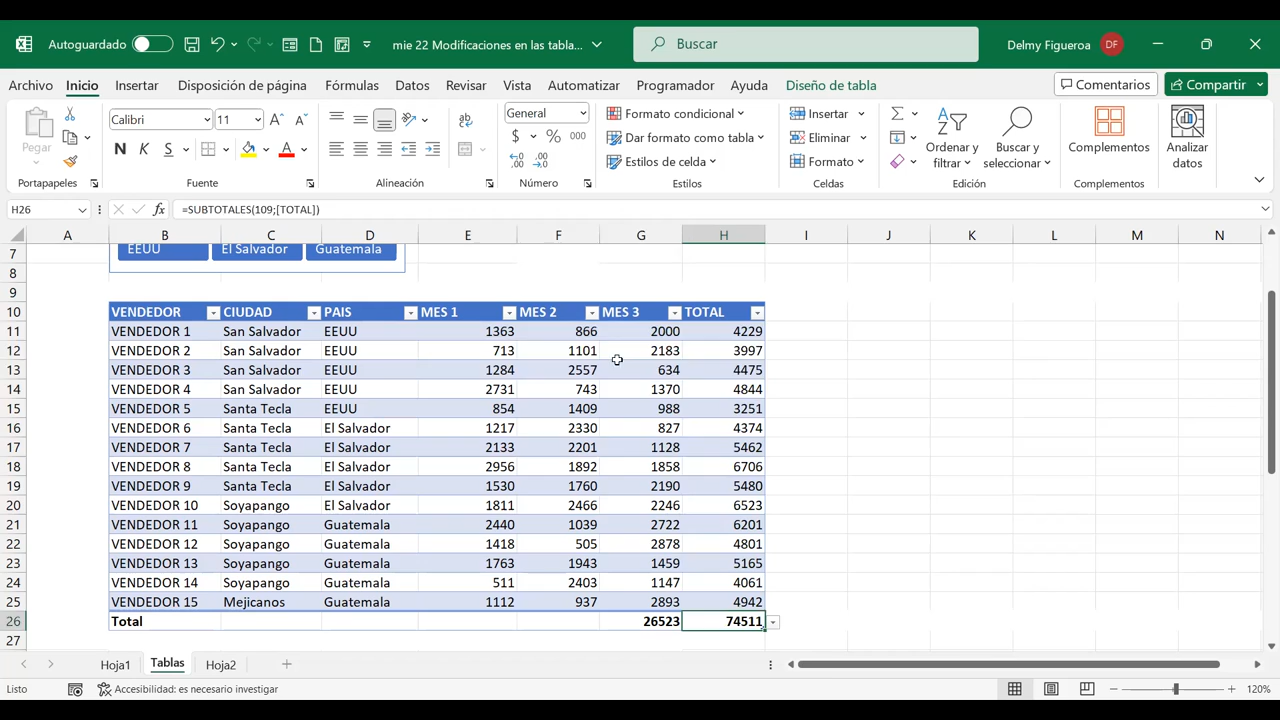 Autoguardado mie 22 Modificaciones en las tabla... Buscar Delmy Figueroa DF
Archivo Inicio Insertar Disposición de página Fórmulas Datos Revisar Vista Automatizar Programador Ayuda Diseño de tabla Comentarios Compartir
Pegar Calibri 11 General Formato condicional Insertar
N K S $ % 000 Dar formato como tabla Eliminar
Estilos de celda Formato
Ordenar y filtrar Buscar y seleccionar Complementos Analizar datos
Portapapeles Fuente Alineación Número Estilos Celdas Edición Complementos
H26 fx =SUBTOTALES(109;[TOTAL])
A B C D E F G H I J K L M N
7 EEUU El Salvador Guatemala
8
9
10 VENDEDOR CIUDAD PAIS MES 1 MES 2 MES 3 TOTAL
11 VENDEDOR 1 San Salvador EEUU 1363 866 2000 4229
12 VENDEDOR 2 San Salvador EEUU 713 1101 2183 3997
13 VENDEDOR 3 San Salvador EEUU 1284 2557 634 4475
14 VENDEDOR 4 San Salvador EEUU 2731 743 1370 4844
15 VENDEDOR 5 Santa Tecla EEUU 854 1409 988 3251
16 VENDEDOR 6 Santa Tecla El Salvador 1217 2330 827 4374
17 VENDEDOR 7 Santa Tecla El Salvador 2133 2201 1128 5462
18 VENDEDOR 8 Santa Tecla El Salvador 2956 1892 1858 6706
19 VENDEDOR 9 Santa Tecla El Salvador 1530 1760 2190 5480
20 VENDEDOR 10 Soyapango El Salvador 1811 2466 2246 6523
21 VENDEDOR 11 Soyapango Guatemala 2440 1039 2722 6201
22 VENDEDOR 12 Soyapango Guatemala 1418 505 2878 4801
23 VENDEDOR 13 Soyapango Guatemala 1763 1943 1459 5165
24 VENDEDOR 14 Soyapango Guatemala 511 2403 1147 4061
25 VENDEDOR 15 Mejicanos Guatemala 1112 937 2893 4942
26 Total 26523 74511
27
Hoja1 Tablas Hoja2
Listo Accesibilidad: es necesario investigar 120%